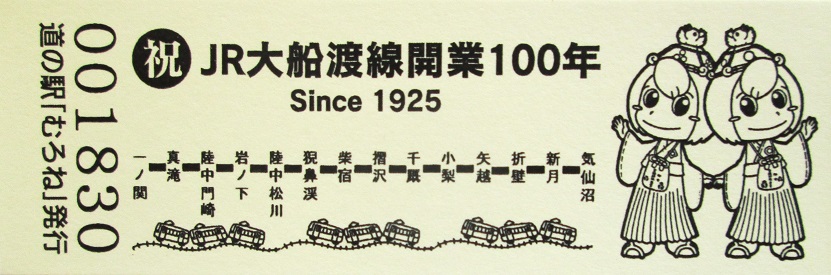 祝 JR大船渡線開業100年
Since 1925
一ノ関
真滝
陸中門崎
岩ノ下
陸中松川
猊鼻渓
柴宿
摺沢
千厩
小梨
矢越
折壁
新月
気仙沼
001830
道の駅「むろね」発行